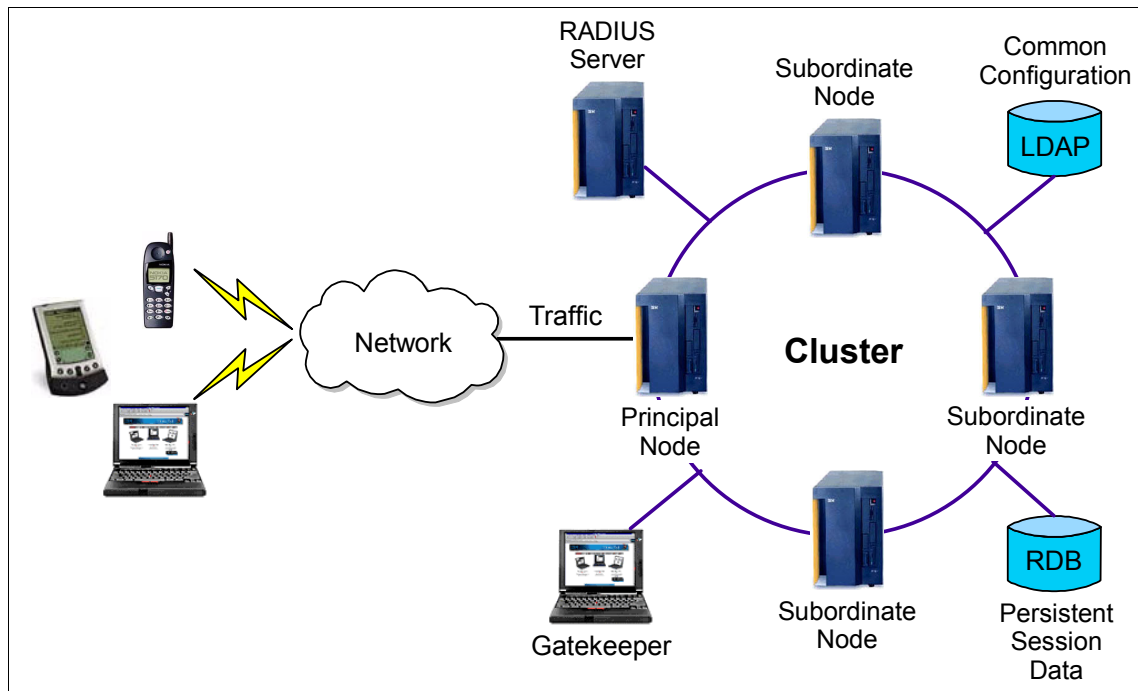 RADIUS
Server
Subordinate
Node
Common
Configuration
LDAP
Network
Traffic
Cluster
Principal
Node
Subordinate
Node
Gatekeeper
Subordinate
Node
RDB
Persistent
Session
Data